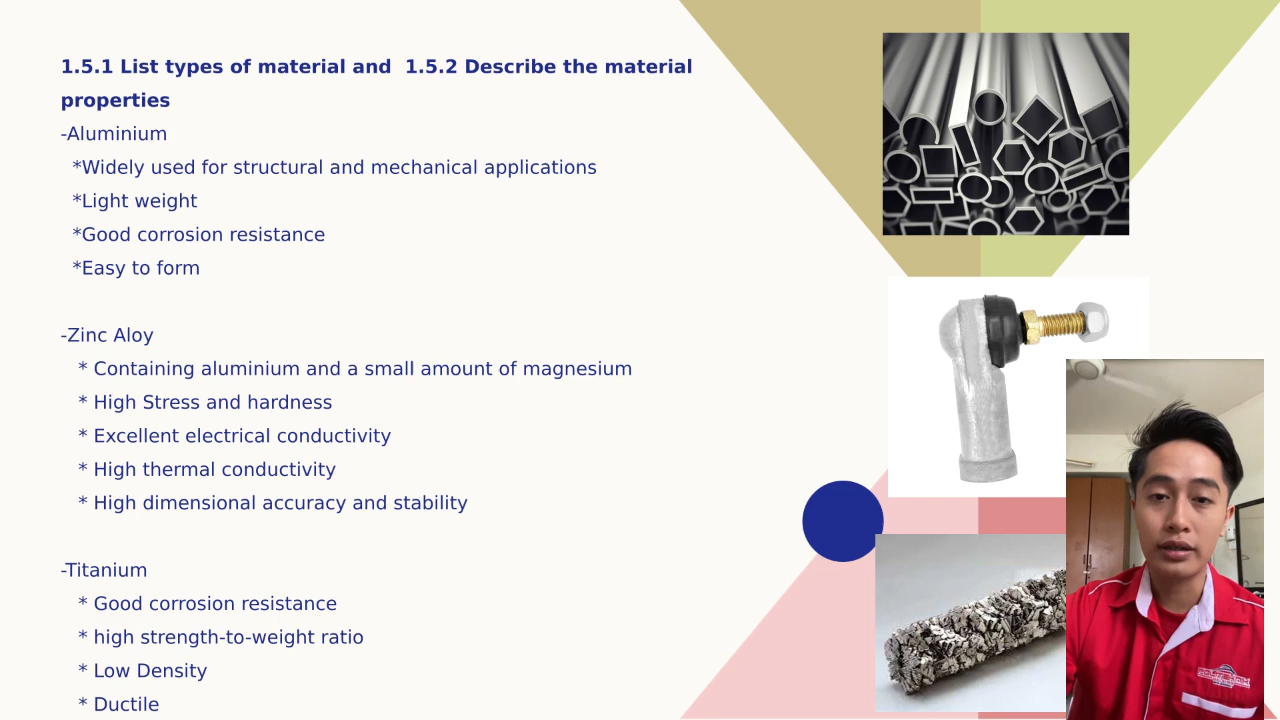 1.5.1 List types of material and  1.5.2 Describe the material
properties
-Aluminium
*Widely used for structural and mechanical applications
*Light weight
*Good corrosion resistance
*Easy to form
-Zinc Aloy
* Containing aluminium and a small amount of magnesium
* High Stress and hardness
* Excellent electrical conductivity
* High thermal conductivity
* High dimensional accuracy and stability
-Titanium
* Good corrosion resistance
* high strength-to-weight ratio
* Low Density
* Ductile